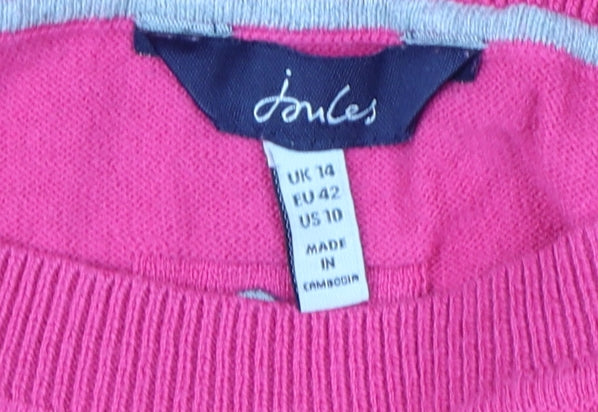 Joules
UK 14
EU 42
US 10
MADE
IN
CAMBODIA